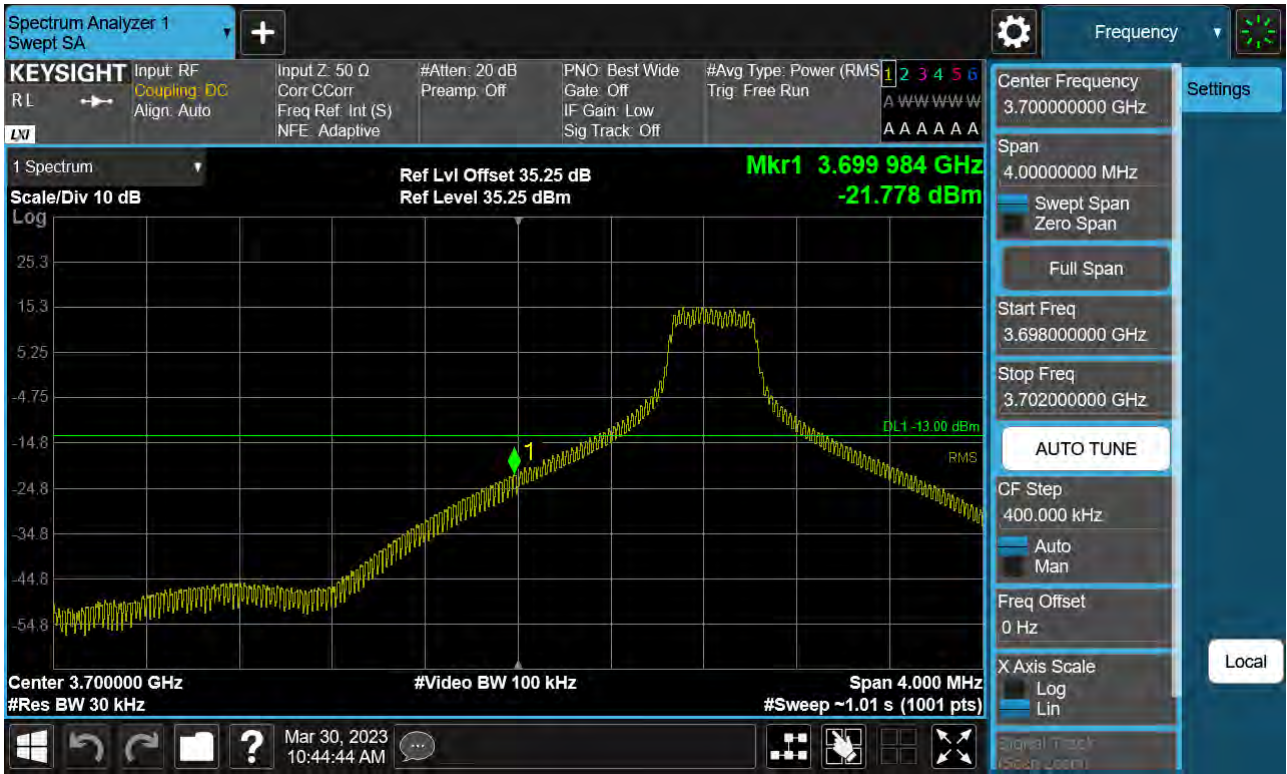 Spectrum Analyzer 1
Swept SA
+
Frequency
KEYSIGHT
RL
LXI
Input: RF
Coupling: DC
Align: Auto
Input Z: 50 Ω
Corr CCorr
Freq Ref: Int (S)
NFE: Adaptive
#Atten: 20 dB
Preamp: Off
PNO: Best Wide
Gate: Off
IF Gain: Low
Sig Track: Off
#Avg Type: Power (RMS
Trig: Free Run
1 2 3 4 5 6
A W W W W W
A A A A A A
1 Spectrum
Scale/Div 10 dB
Log
Ref Lvl Offset 35.25 dB
Ref Level 35.25 dBm
Mkr1 3.699 984 GHz
-21.778 dBm
25.3
15.3
5.25
-4.75
-14.8
-24.8
-34.8
-44.8
-54.8
1
DL1 -13.00 dBm
RMS
Center 3.700000 GHz
#Res BW 30 kHz
#Video BW 100 kHz
Span 4.000 MHz
#Sweep ~1.01 s (1001 pts)
Center Frequency
3.700000000 GHz
Settings
Span
4.00000000 MHz
Swept Span
Zero Span
Full Span
Start Freq
3.698000000 GHz
Stop Freq
3.702000000 GHz
AUTO TUNE
CF Step
400.000 kHz
Auto
Man
Freq Offset
0 Hz
X Axis Scale
Log
Lin
Signal Track
(Span Zoom)
Local
?
Mar 30, 2023
10:44:44 AM